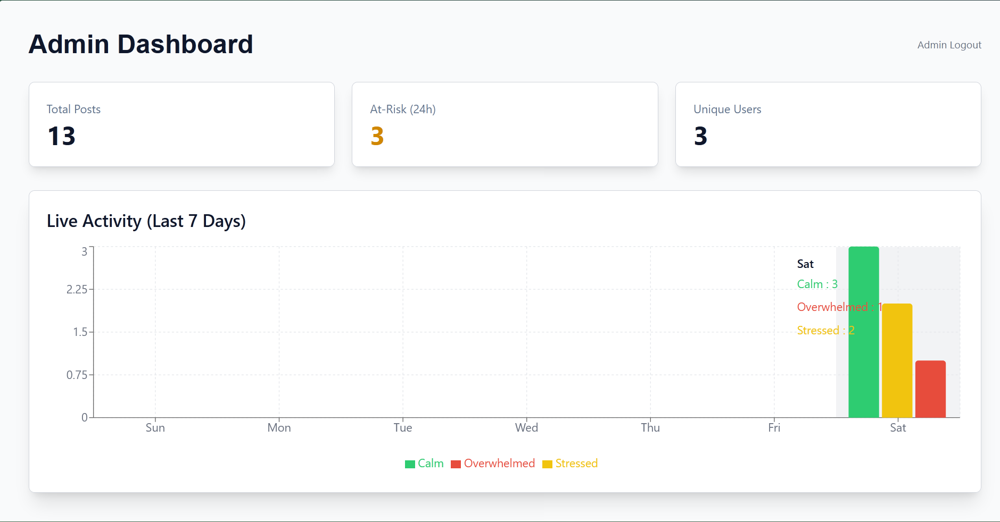 Admin Dashboard
Admin Logout
Total Posts
13
At-Risk (24h)
3
Unique Users
3
Live Activity (Last 7 Days)
3
2.25
1.5
0.75
0
Sat
Calm : 3
Overwhelmed : 1
Stressed : 2
Sun Mon Tue Wed Thu Fri Sat
Calm Overwhelmed Stressed